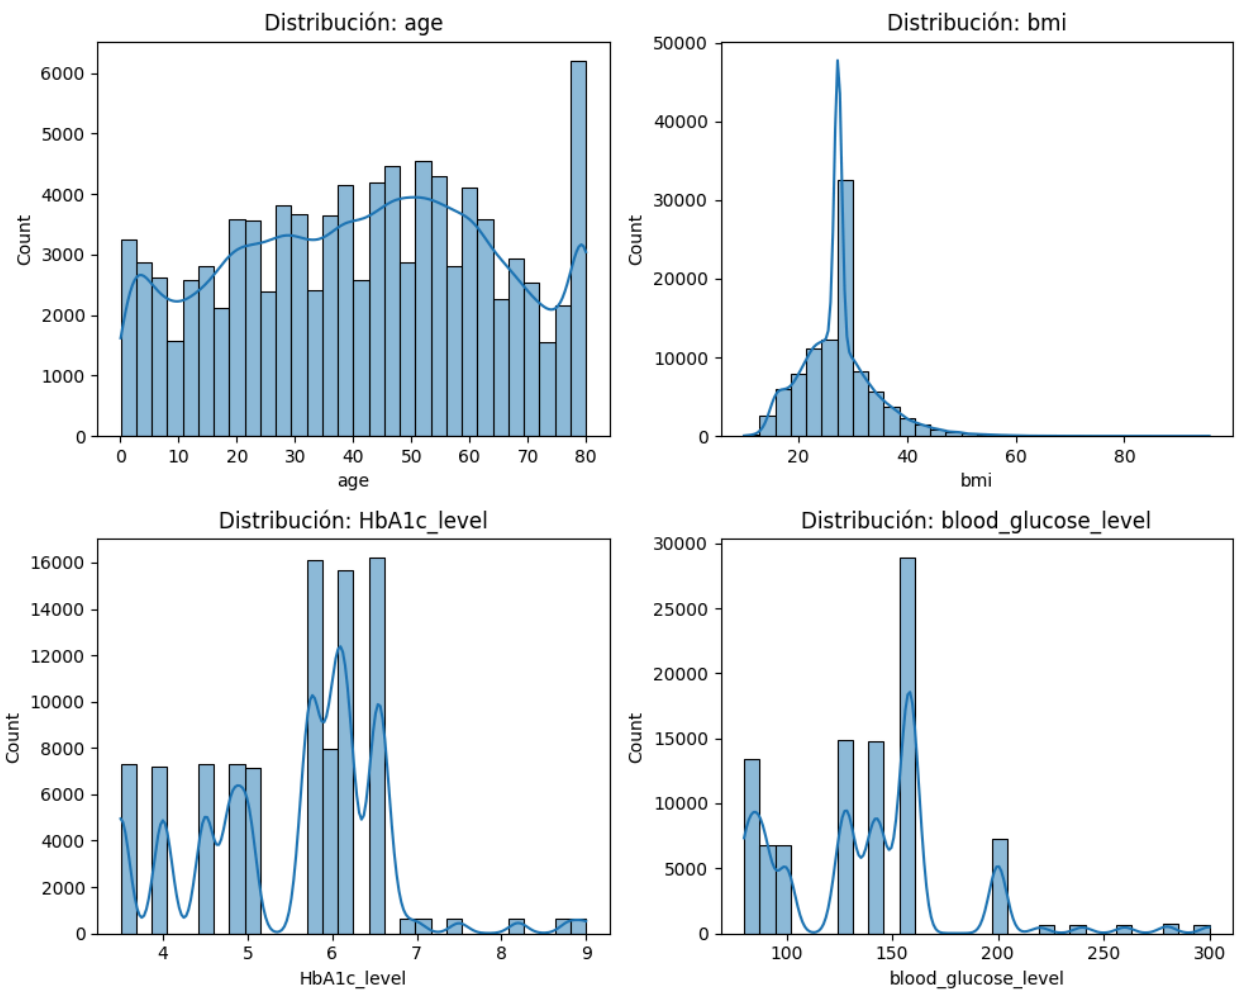 Distribución: age
6000
5000
4000
3000
2000
1000
0
Count
0 10 20 30 40 50 60 70 80
age
Distribución: bmi
50000
40000
30000
20000
10000
0
Count
20 40 60 80
bmi
Distribución: HbA1c_level
16000
14000
12000
10000
8000
6000
4000
2000
0
Count
4 5 6 7 8 9
HbA1c_level
Distribución: blood_glucose_level
30000
25000
20000
15000
10000
5000
0
Count
100 150 200 250 300
blood_glucose_level